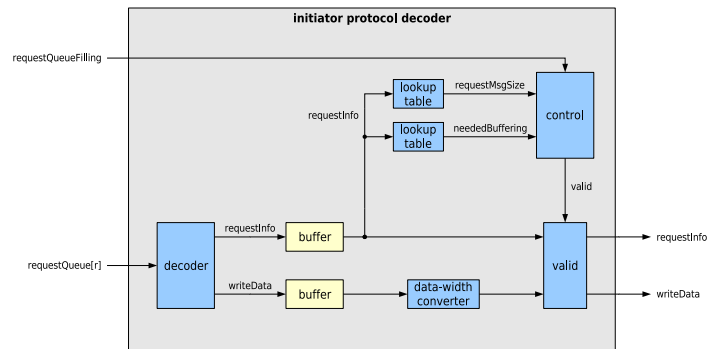 initiator protocol decoder
requestQueueFilling
lookup
table
requestMsgSize
requestInfo
control
lookup
table
neededBuffering
valid
requestInfo
buffer
requestInfo
requestQueue[r]
decoder
valid
writeData
buffer
data-width
converter
writeData